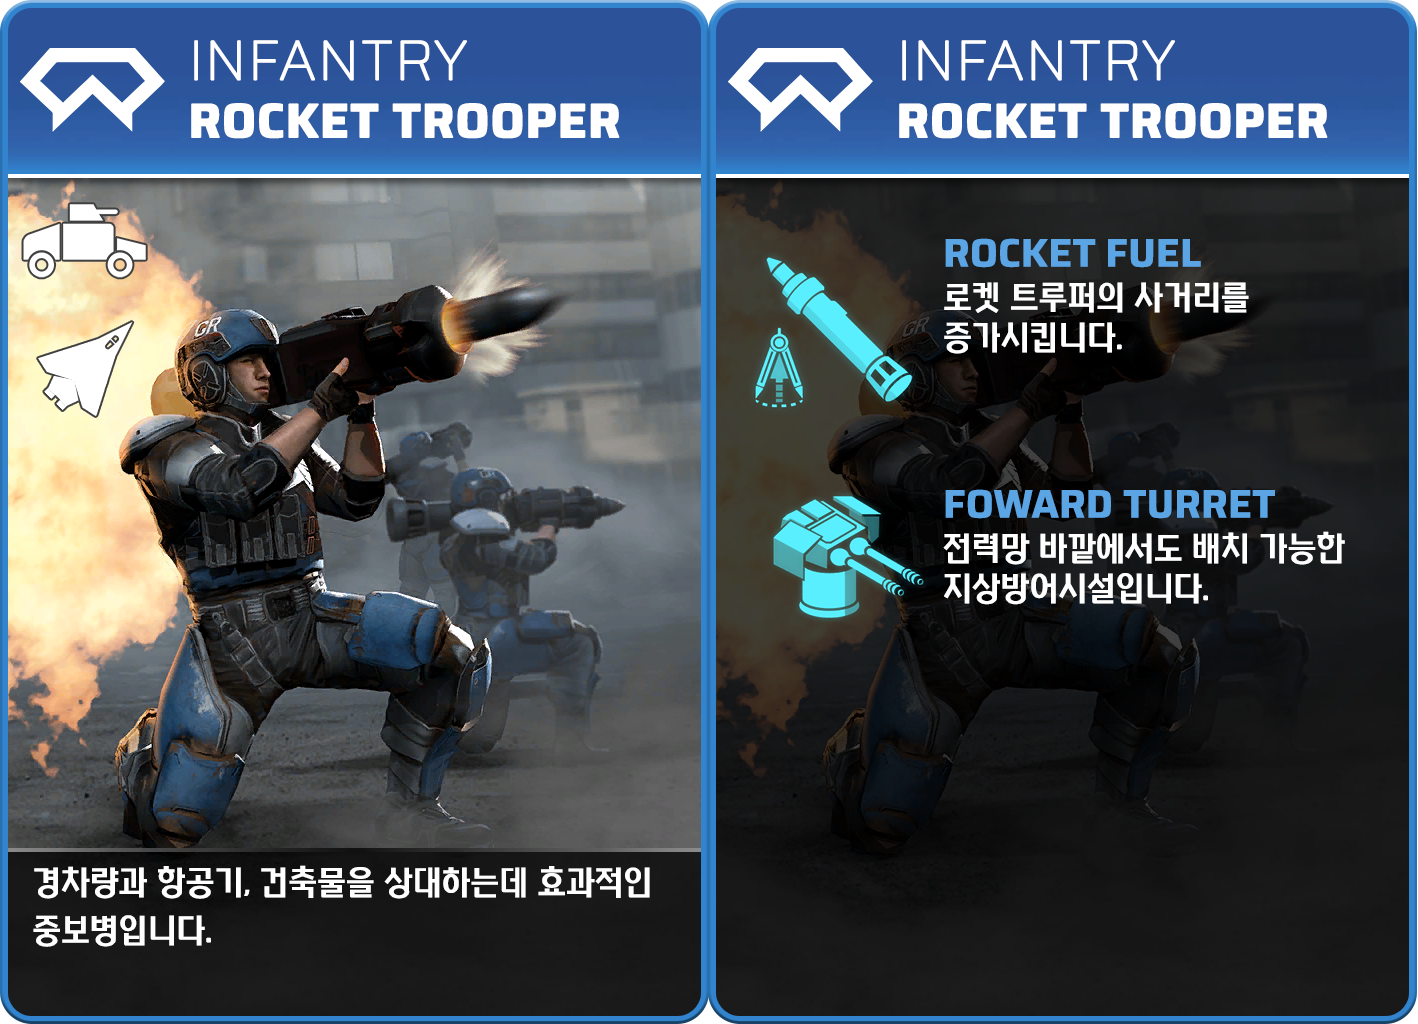 INFANTRY
ROCKET TROOPER
GR
경차량과 항공기, 건축물을 상대하는데 효과적인
중보병입니다.
INFANTRY
ROCKET TROOPER
GR
ROCKET FUEL
로켓 트루퍼의 사거리를
증가시킵니다.
FOWARD TURRET
전력망 바깥에서도 배치 가능한
지상방어시설입니다.